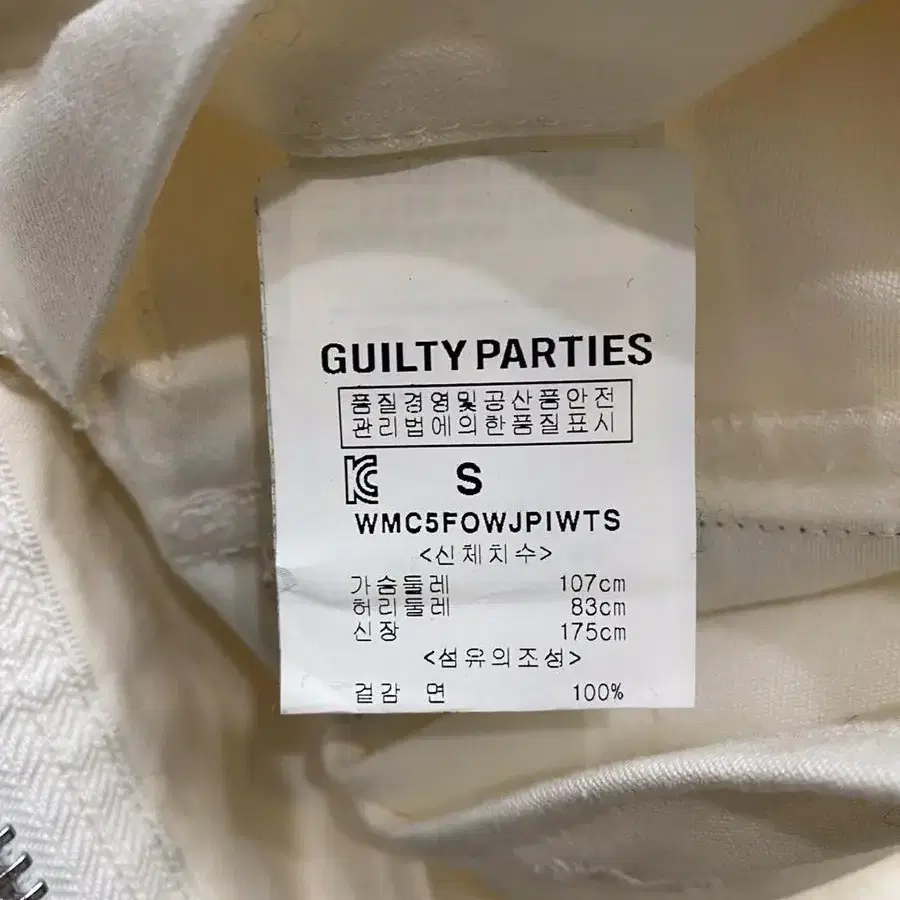 GUILTY PARTIES
품질경영및공산품안전
관리법에의한품질표시
KC S
WMC5FOWJPIWTS
<신체치수>
가슴둘레 107cm
허리둘레 83cm
신장 175cm
<섬유의조성>
겉감 면 100%